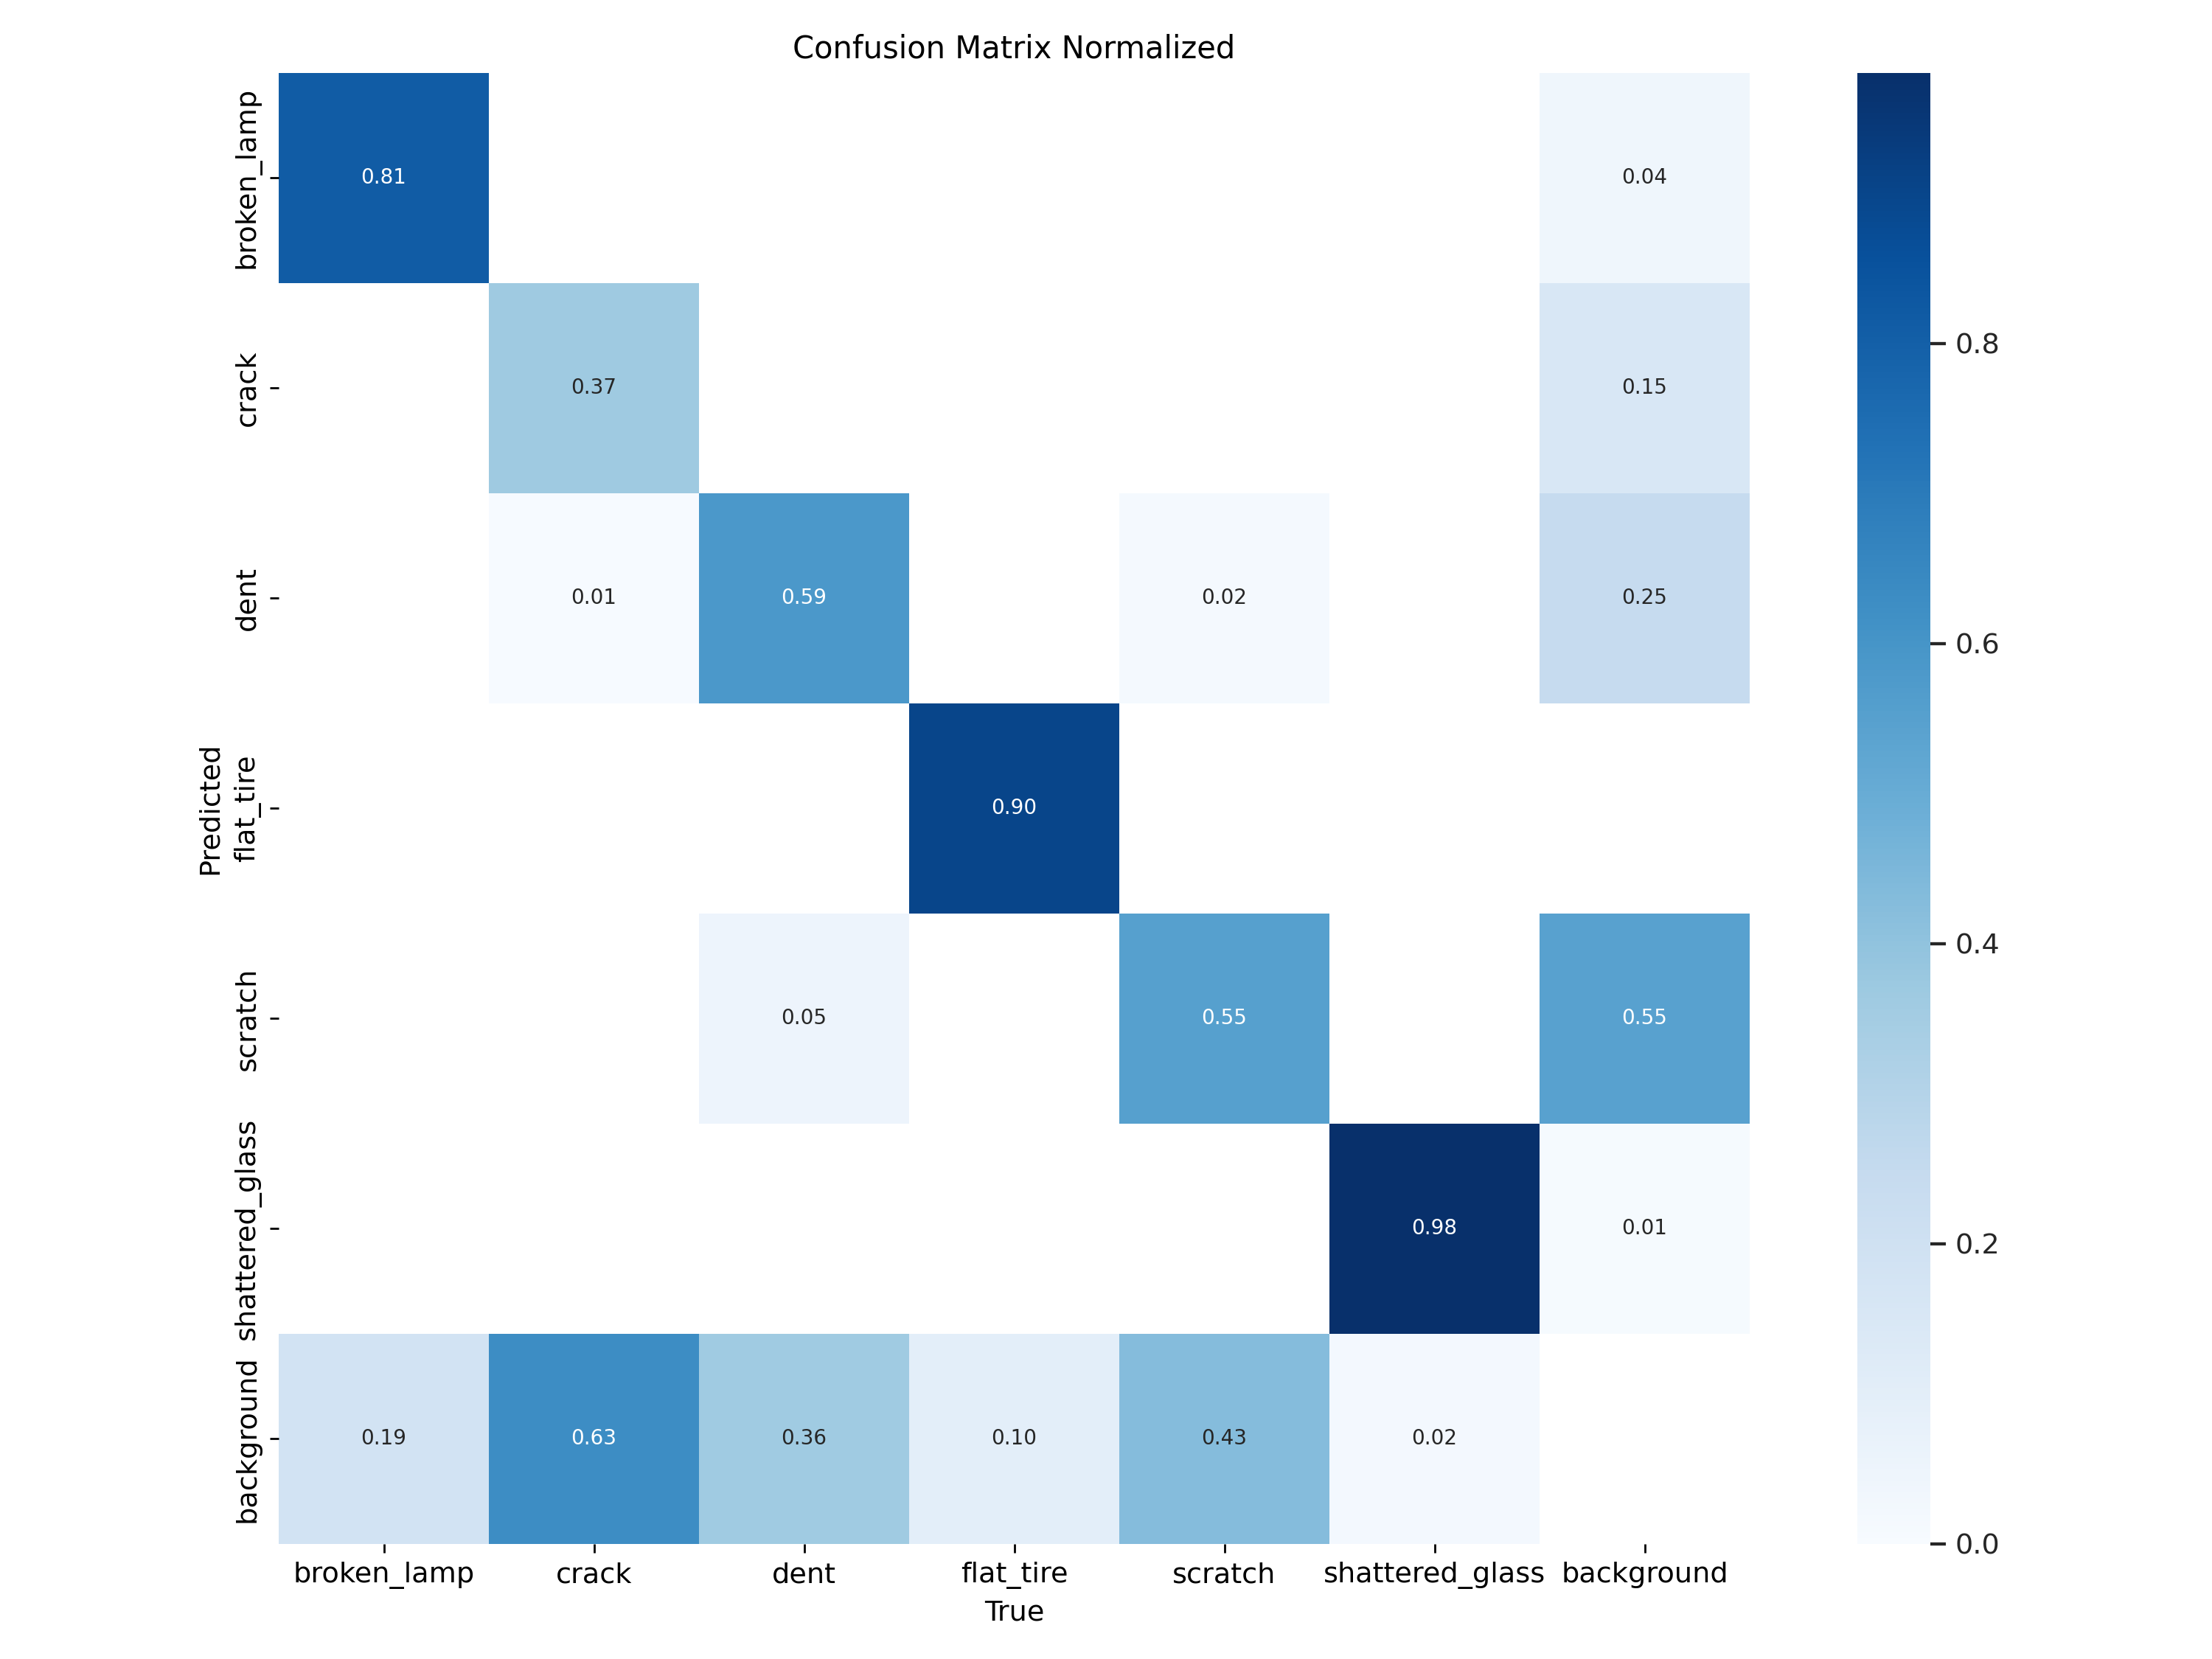 Confusion Matrix Normalized
broken_lamp
0.81
0.04
0.8
crack
0.37
0.15
dent
0.01
0.59
0.02
0.25
0.6
Predicted
flat_tire
0.90
0.4
scratch
0.05
0.55
0.55
shattered_glass
0.98
0.01
0.2
background
0.19
0.63
0.36
0.10
0.43
0.02
0.0
broken_lamp crack dent flat_tire scratch shattered_glass background
True